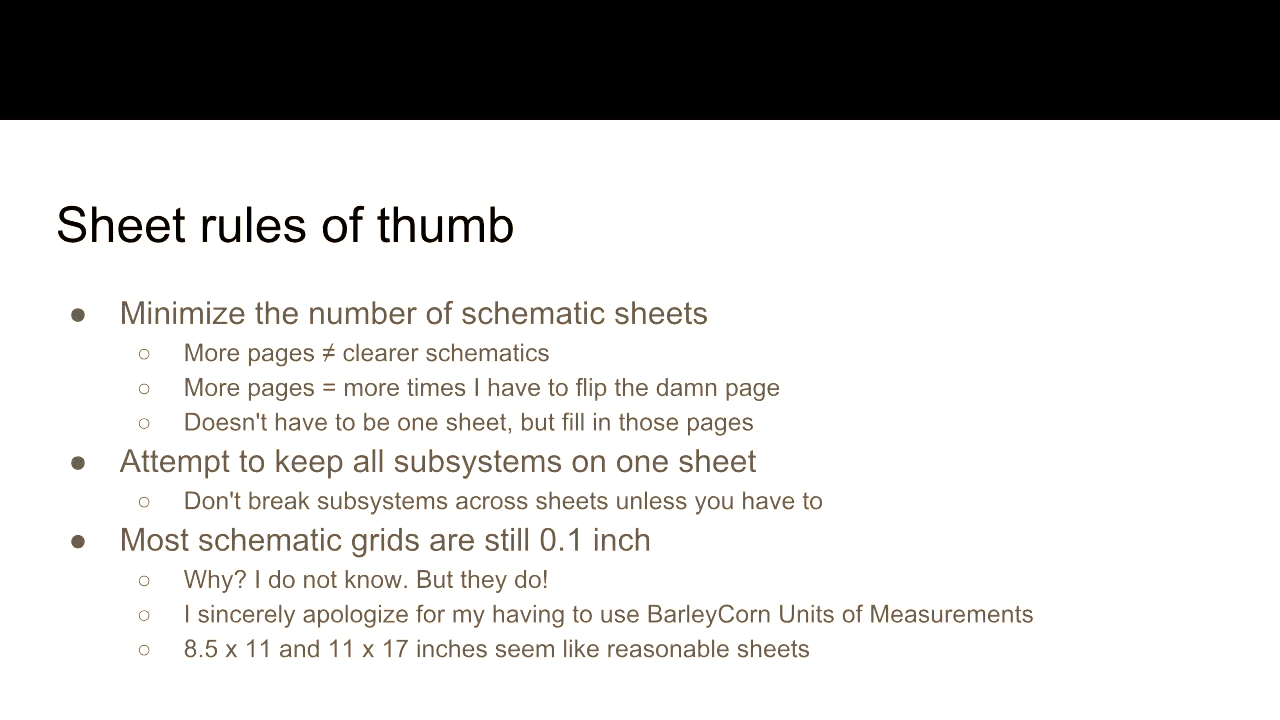 Sheet rules of thumb
● Minimize the number of schematic sheets
○ More pages ≠ clearer schematics
○ More pages = more times I have to flip the damn page
○ Doesn't have to be one sheet, but fill in those pages
● Attempt to keep all subsystems on one sheet
○ Don't break subsystems across sheets unless you have to
● Most schematic grids are still 0.1 inch
○ Why? I do not know. But they do!
○ I sincerely apologize for my having to use BarleyCorn Units of Measurements
○ 8.5 x 11 and 11 x 17 inches seem like reasonable sheets